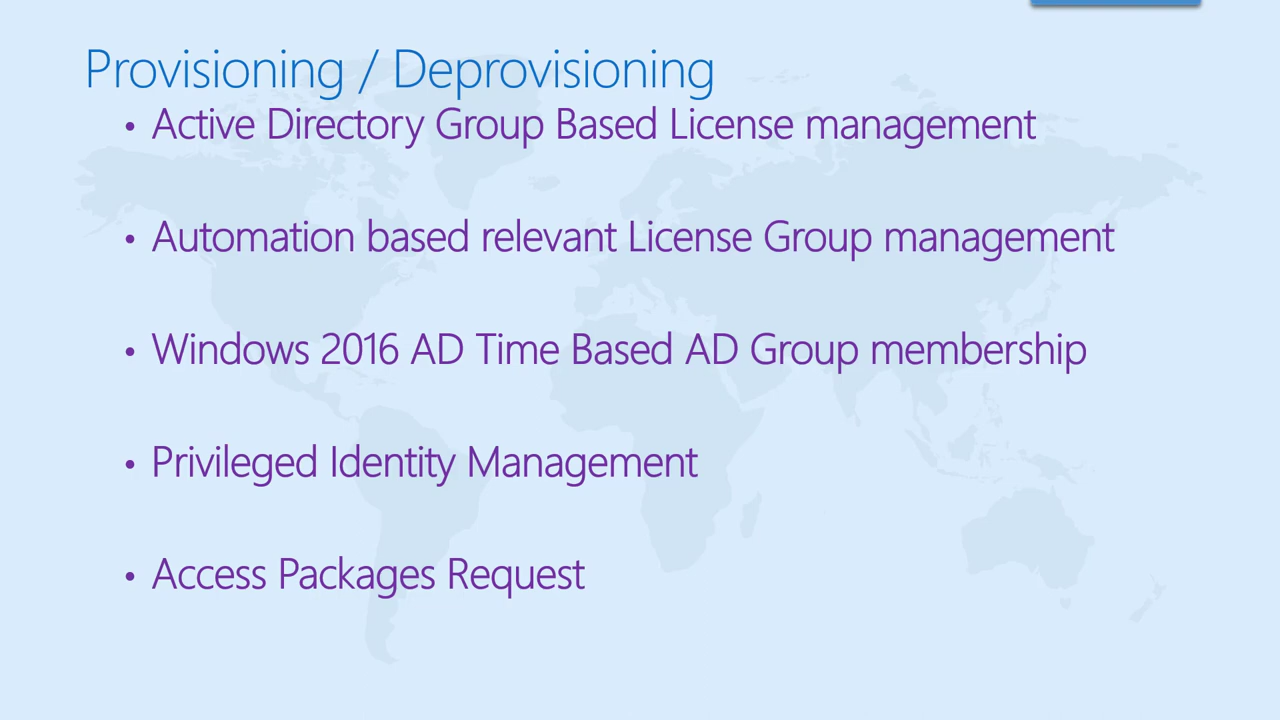 Provisioning / Deprovisioning
• Active Directory Group Based License management
• Automation based relevant License Group management
• Windows 2016 AD Time Based AD Group membership
• Privileged Identity Management
• Access Packages Request